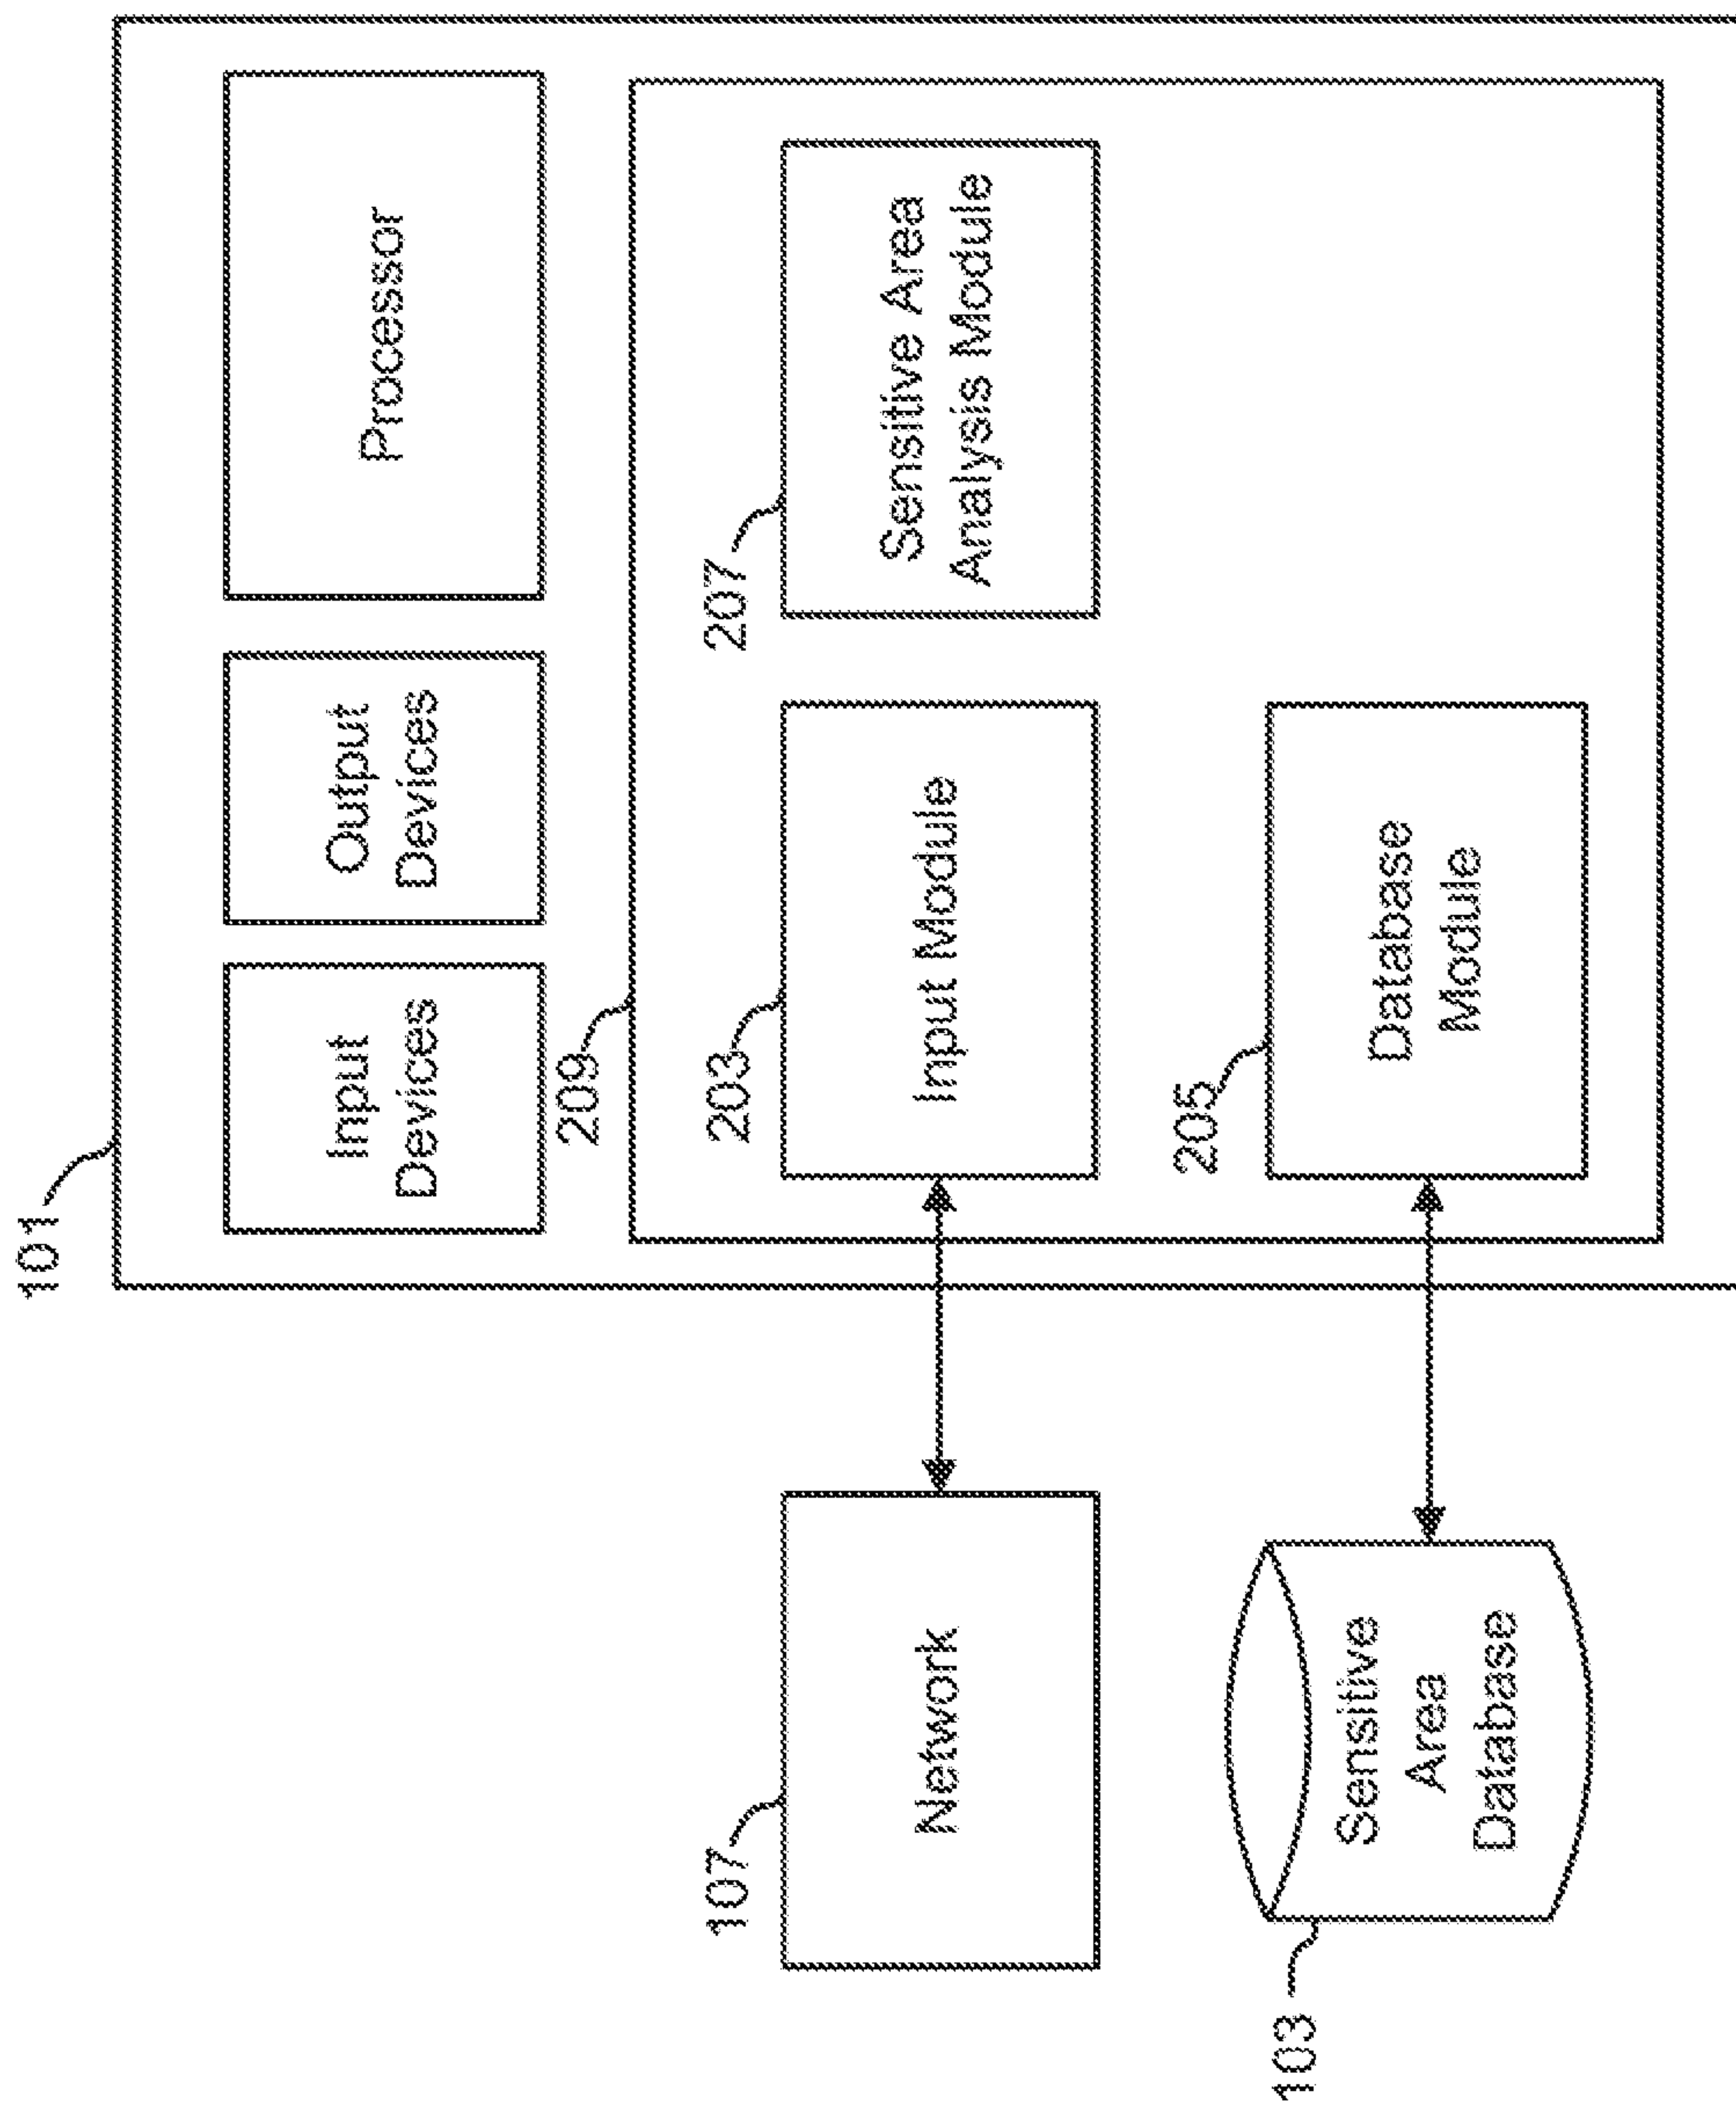 101
Input
Devices
Output
Devices
Processor
209
107
Network
203
Input Module
207
Sensitive Area
Analysis Module
103
Sensitive
Area
Database
205
Database
Module